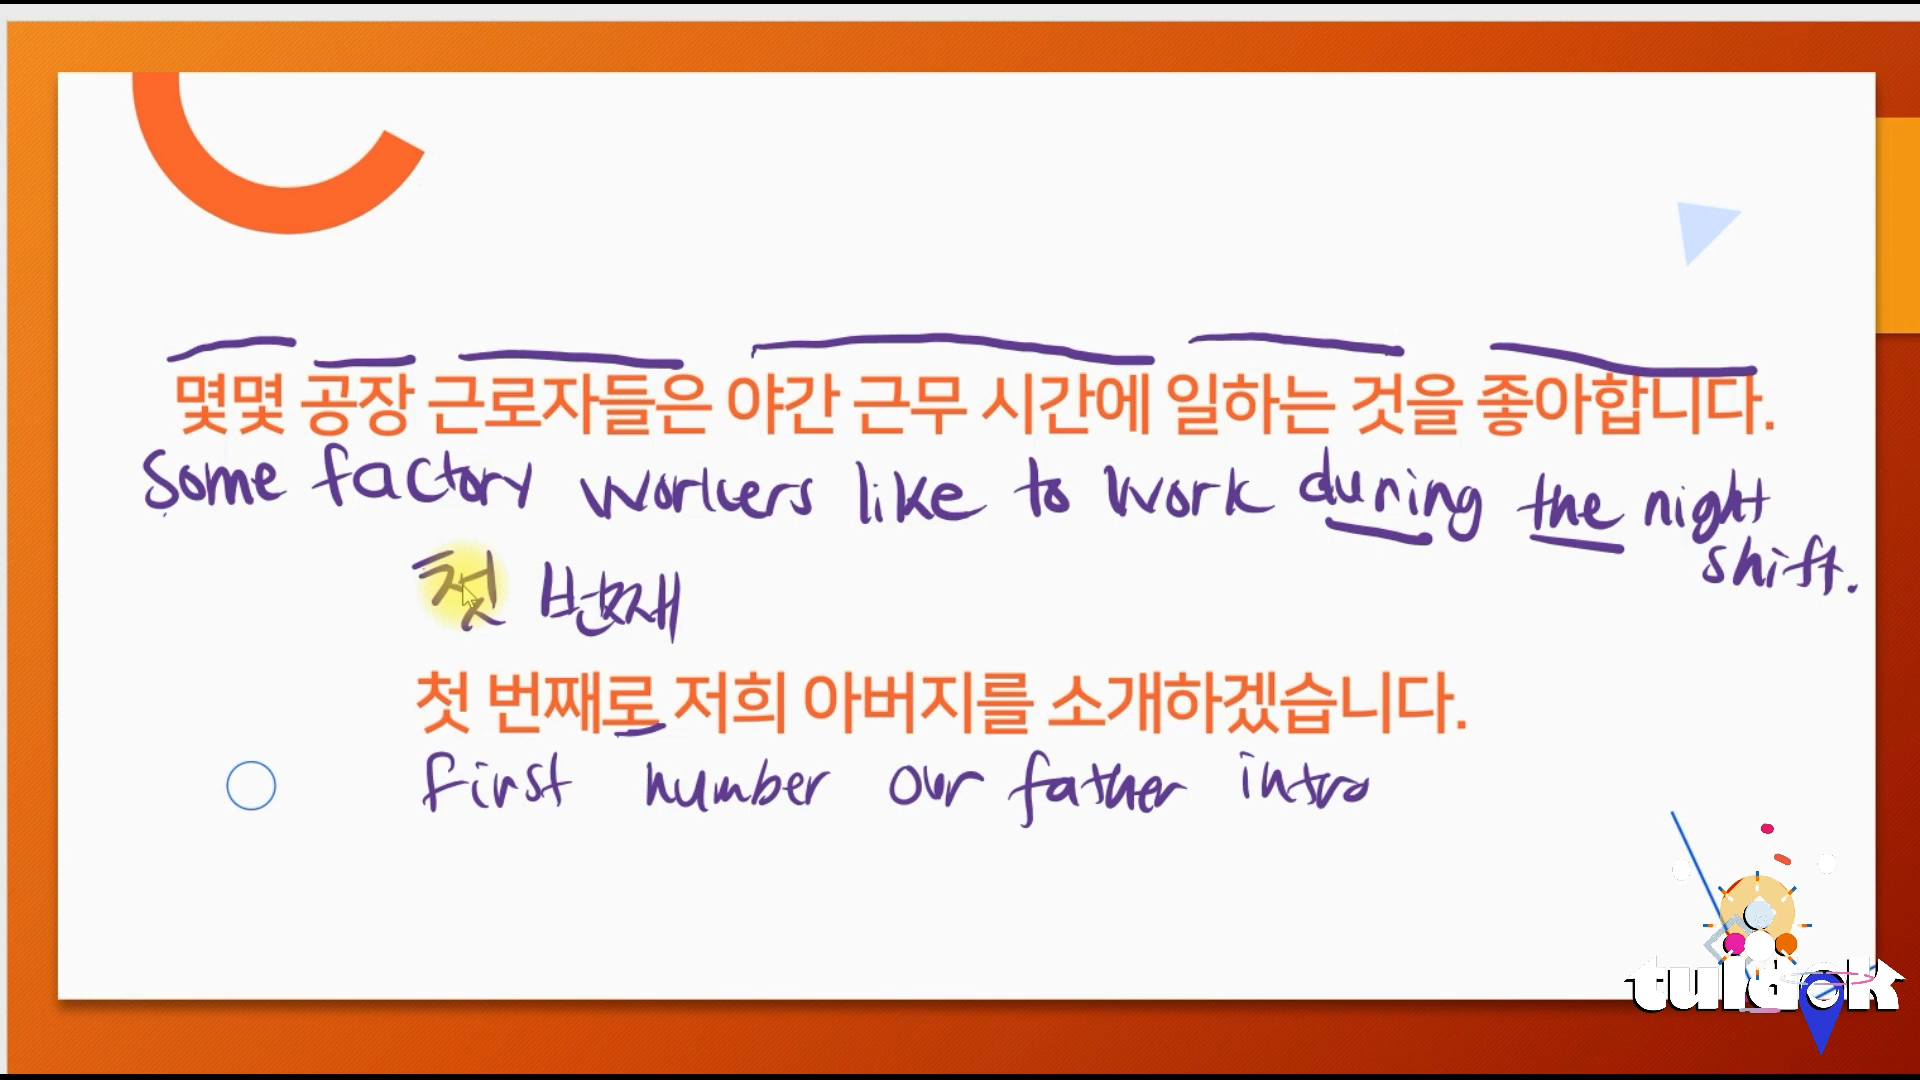 몇몇 공장 근로자들은 야간 근무 시간에 일하는 것을 좋아합니다.
Some factory workers like to work during the night
shift.
첫 번째
첫 번째로 저희 아버지를 소개하겠습니다.
first number our father intro
tuldok